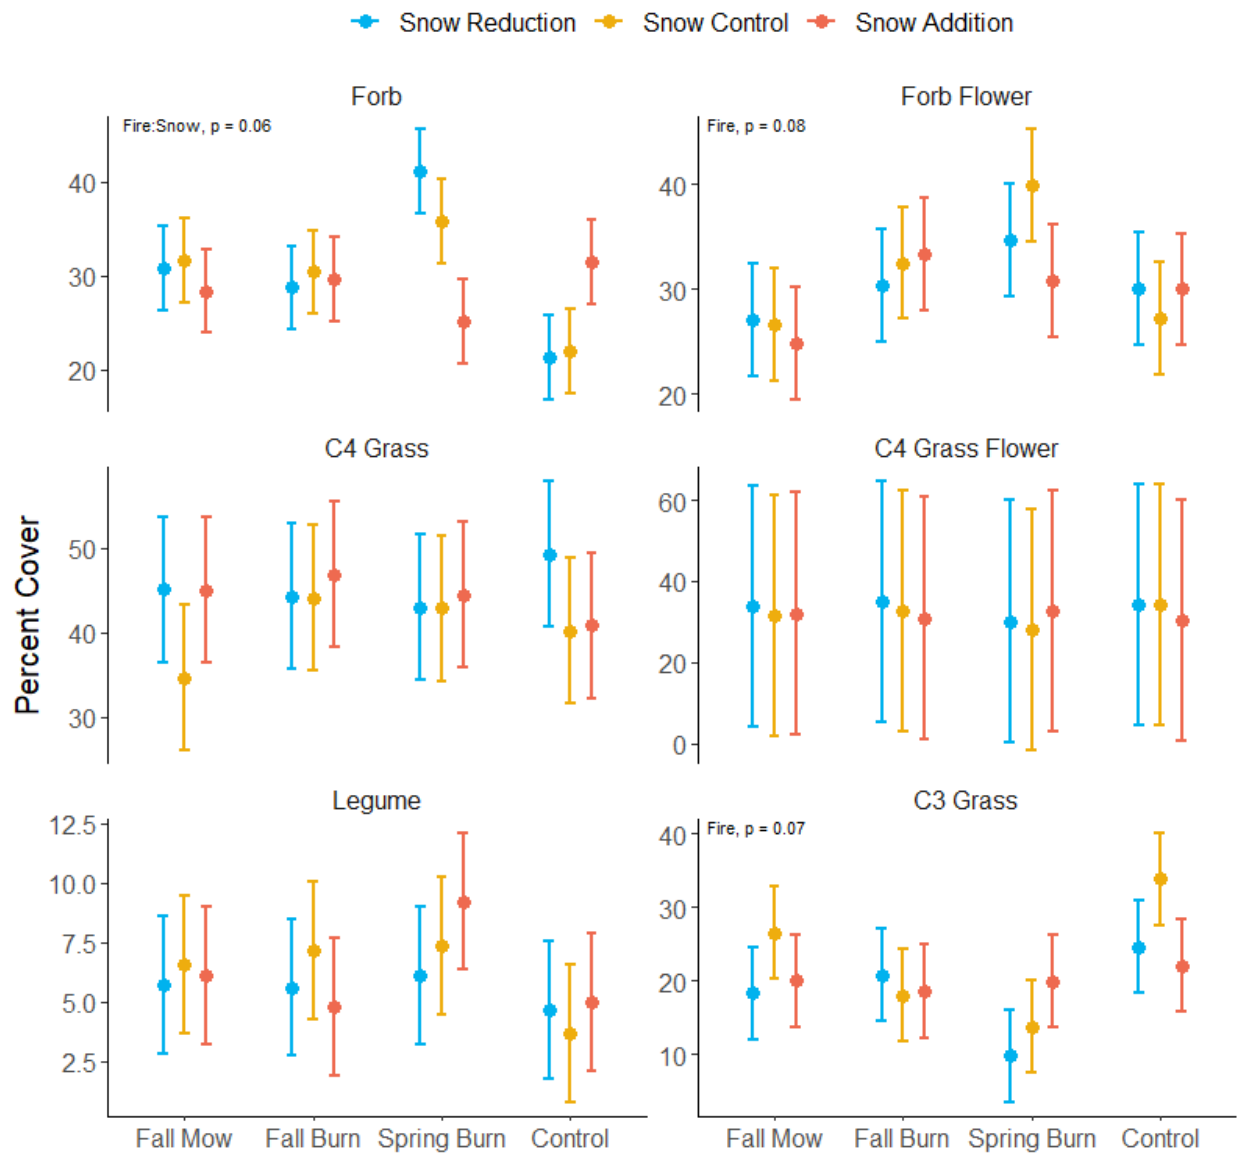 Snow Reduction Snow Control Snow Addition
Forb
Fire:Snow, p = 0.06
40
30
20
Forb Flower
Fire, p = 0.08
40
30
20
C4 Grass
50
40
30
C4 Grass Flower
60
40
20
0
Percent Cover
Legume
12.5
10.0
7.5
5.0
2.5
Fall Mow Fall Burn Spring Burn Control
C3 Grass
Fire, p = 0.07
40
30
20
10
Fall Mow Fall Burn Spring Burn Control